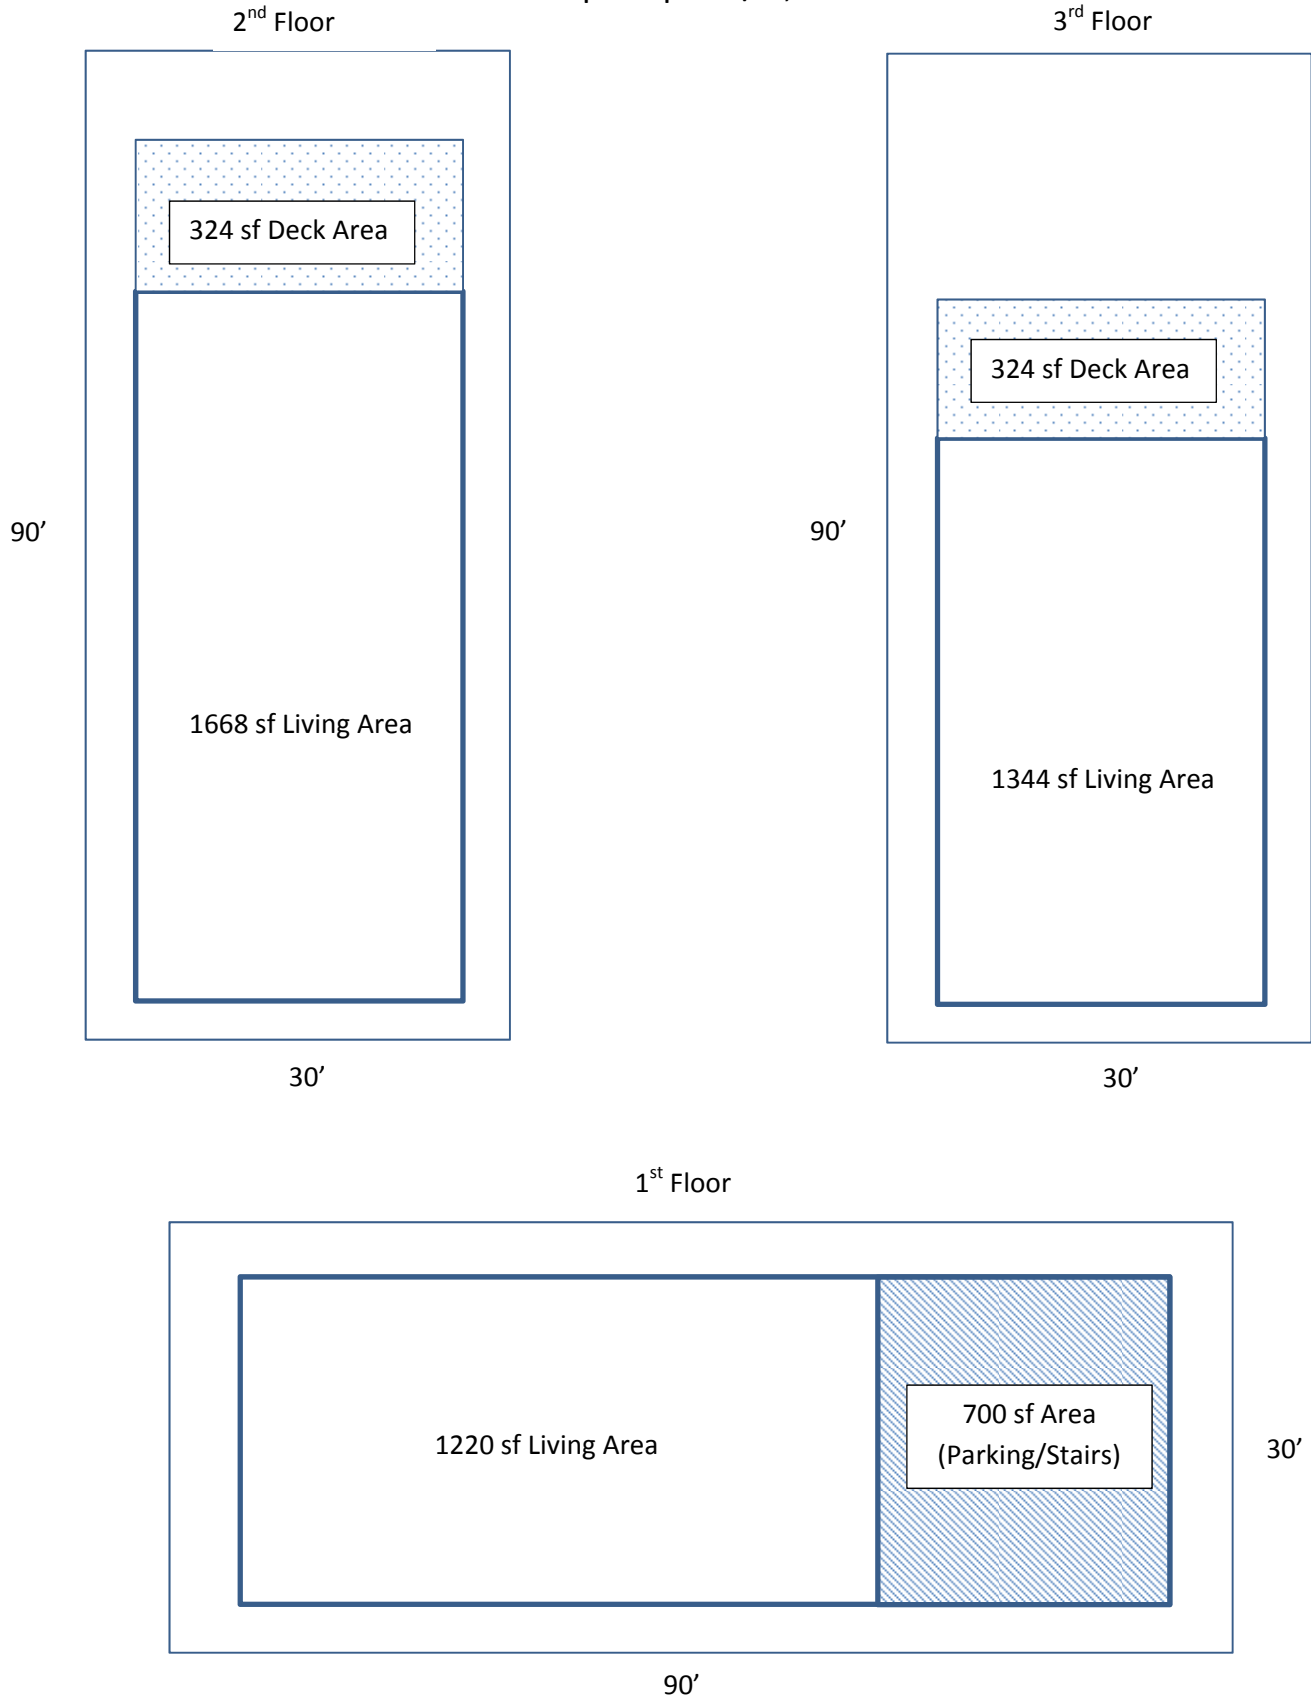 2nd Floor
3rd Floor
324 sf Deck Area
324 sf Deck Area
90’
90’
1668 sf Living Area
1344 sf Living Area
30’
30’
1st Floor
1220 sf Living Area
700 sf Area
(Parking/Stairs)
30’
90’